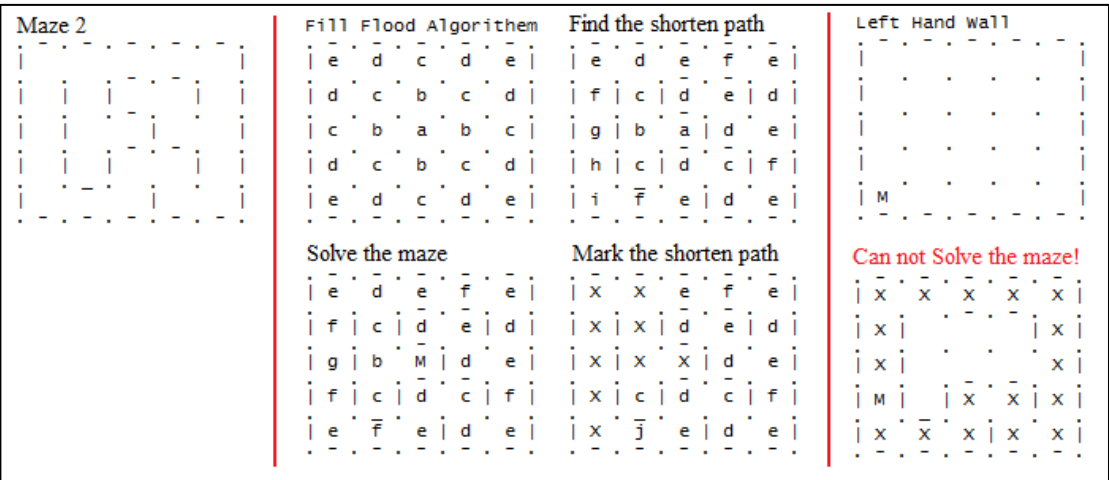 Maze 2
Fill Flood Algorithem
e d c d e
d c b c d
c b a b c
d c b c d
e d c d e
Find the shorten path
e d e f e
f c d e d
g b a d e
h c d c f
i f e d e
Left Hand Wall
M
Solve the maze
e d e f e
f c d e d
g b M d e
f c d c f
e f e d e
Mark the shorten path
x x e f e
x x d e d
x x x d e
x c d c f
x j e d e
Can not Solve the maze!
x x x x x
x x
x x
M x x x
x x x x x